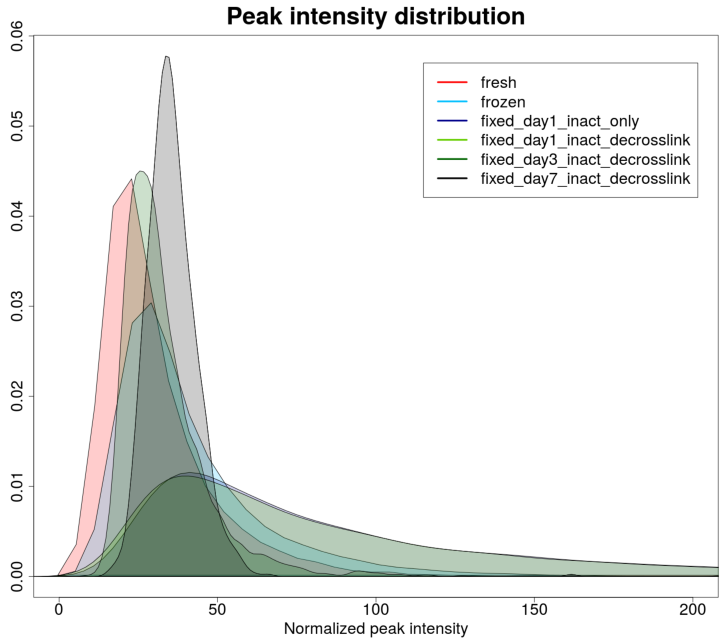 Peak intensity distribution
0.06
0.05
0.04
0.03
0.02
0.01
0.00
fresh
frozen
fixed_day1_inact_only
fixed_day1_inact_decrosslink
fixed_day3_inact_decrosslink
fixed_day7_inact_decrosslink
0 50 100 150 200
Normalized peak intensity